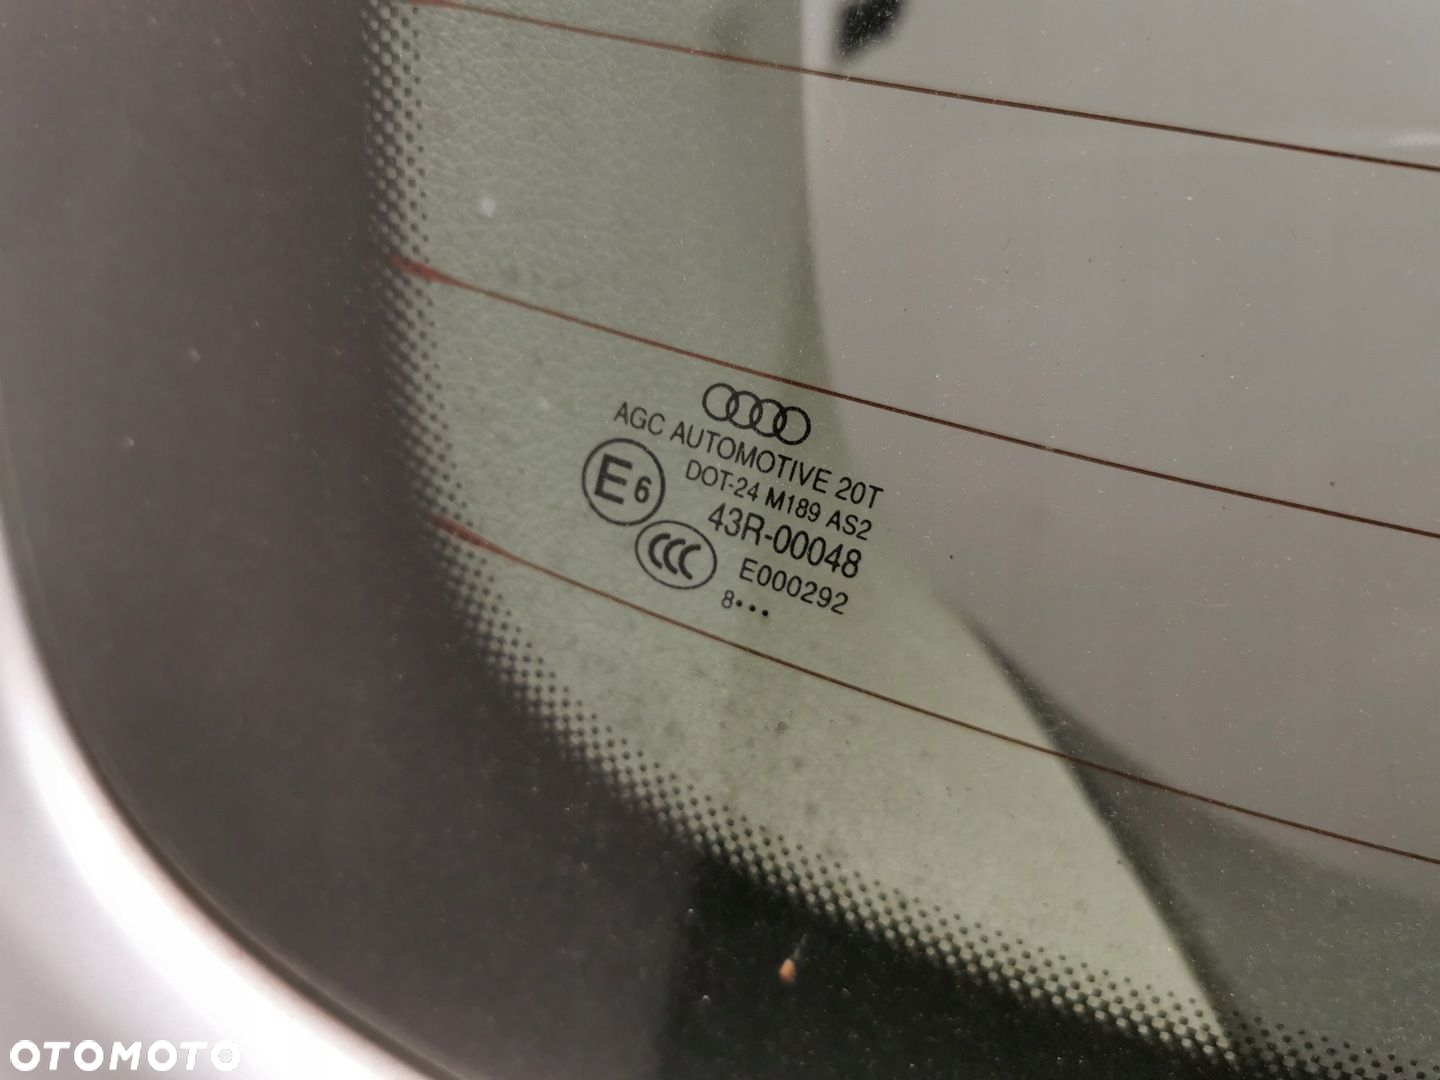 AGC AUTOMOTIVE 20T
DOT-24 M189 AS2
E6
43R-00048
CCC
E000292
8•••
OTOMOTO